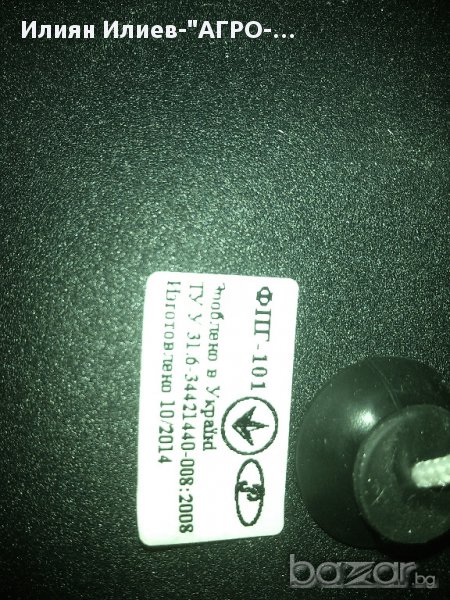 Илиян Илиев-"АГРО-...
ФПГ-101
Зроблено в Україні
ТУ У 31.6-34421440-008:2008
Изготовлено 10/2014
bazar.bg